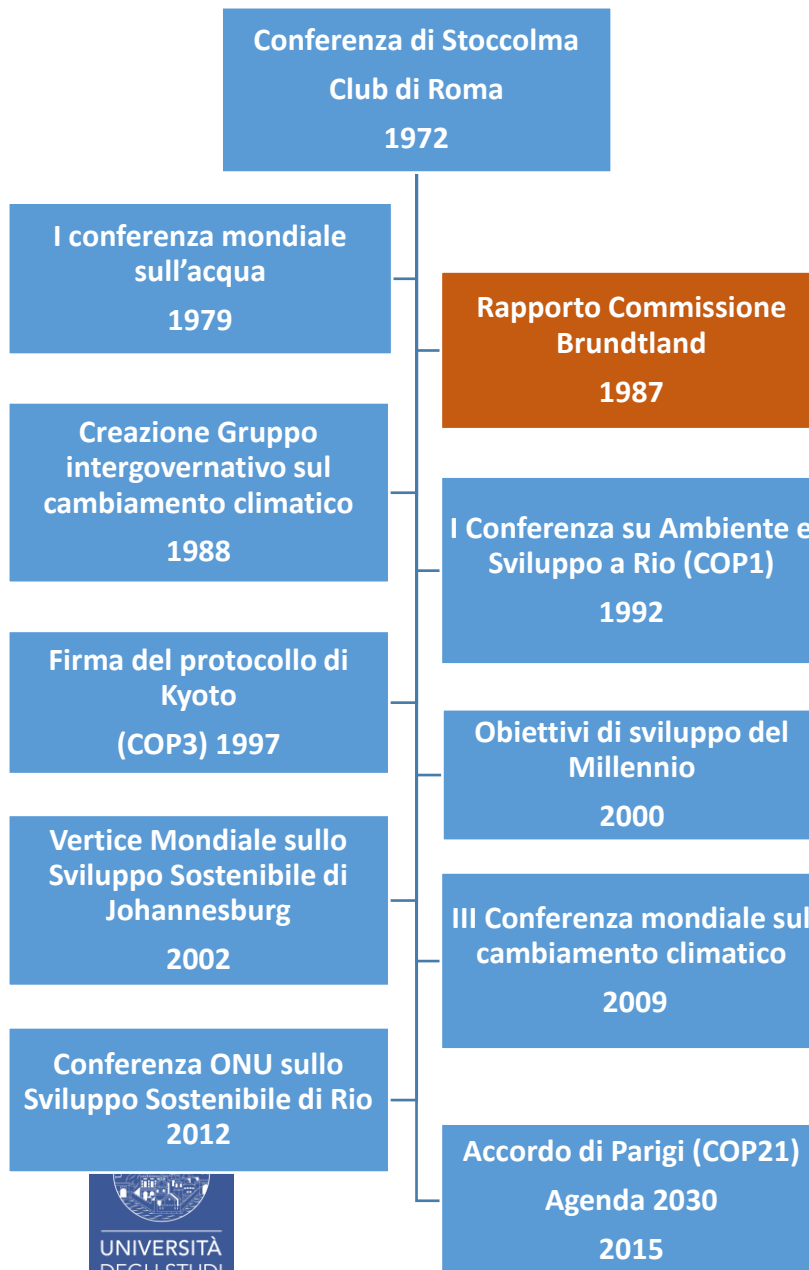 Conferenza di Stoccolma
Club di Roma
1972
I conferenza mondiale
sull’acqua
1979
Rapporto Commissione
Brundtland
1987
Creazione Gruppo
intergovernativo sul
cambiamento climatico
1988
I Conferenza su Ambiente e
Sviluppo a Rio (COP1)
1992
Firma del protocollo di
Kyoto
(COP3) 1997
Obiettivi di sviluppo del
Millennio
2000
Vertice Mondiale sullo
Sviluppo Sostenibile di
Johannesburg
2002
III Conferenza mondiale sul
cambiamento climatico
2009
Conferenza ONU sullo
Sviluppo Sostenibile di Rio
2012
Accordo di Parigi (COP21)
Agenda 2030
2015
UNIVERSITÀ
DEGLI STUDI